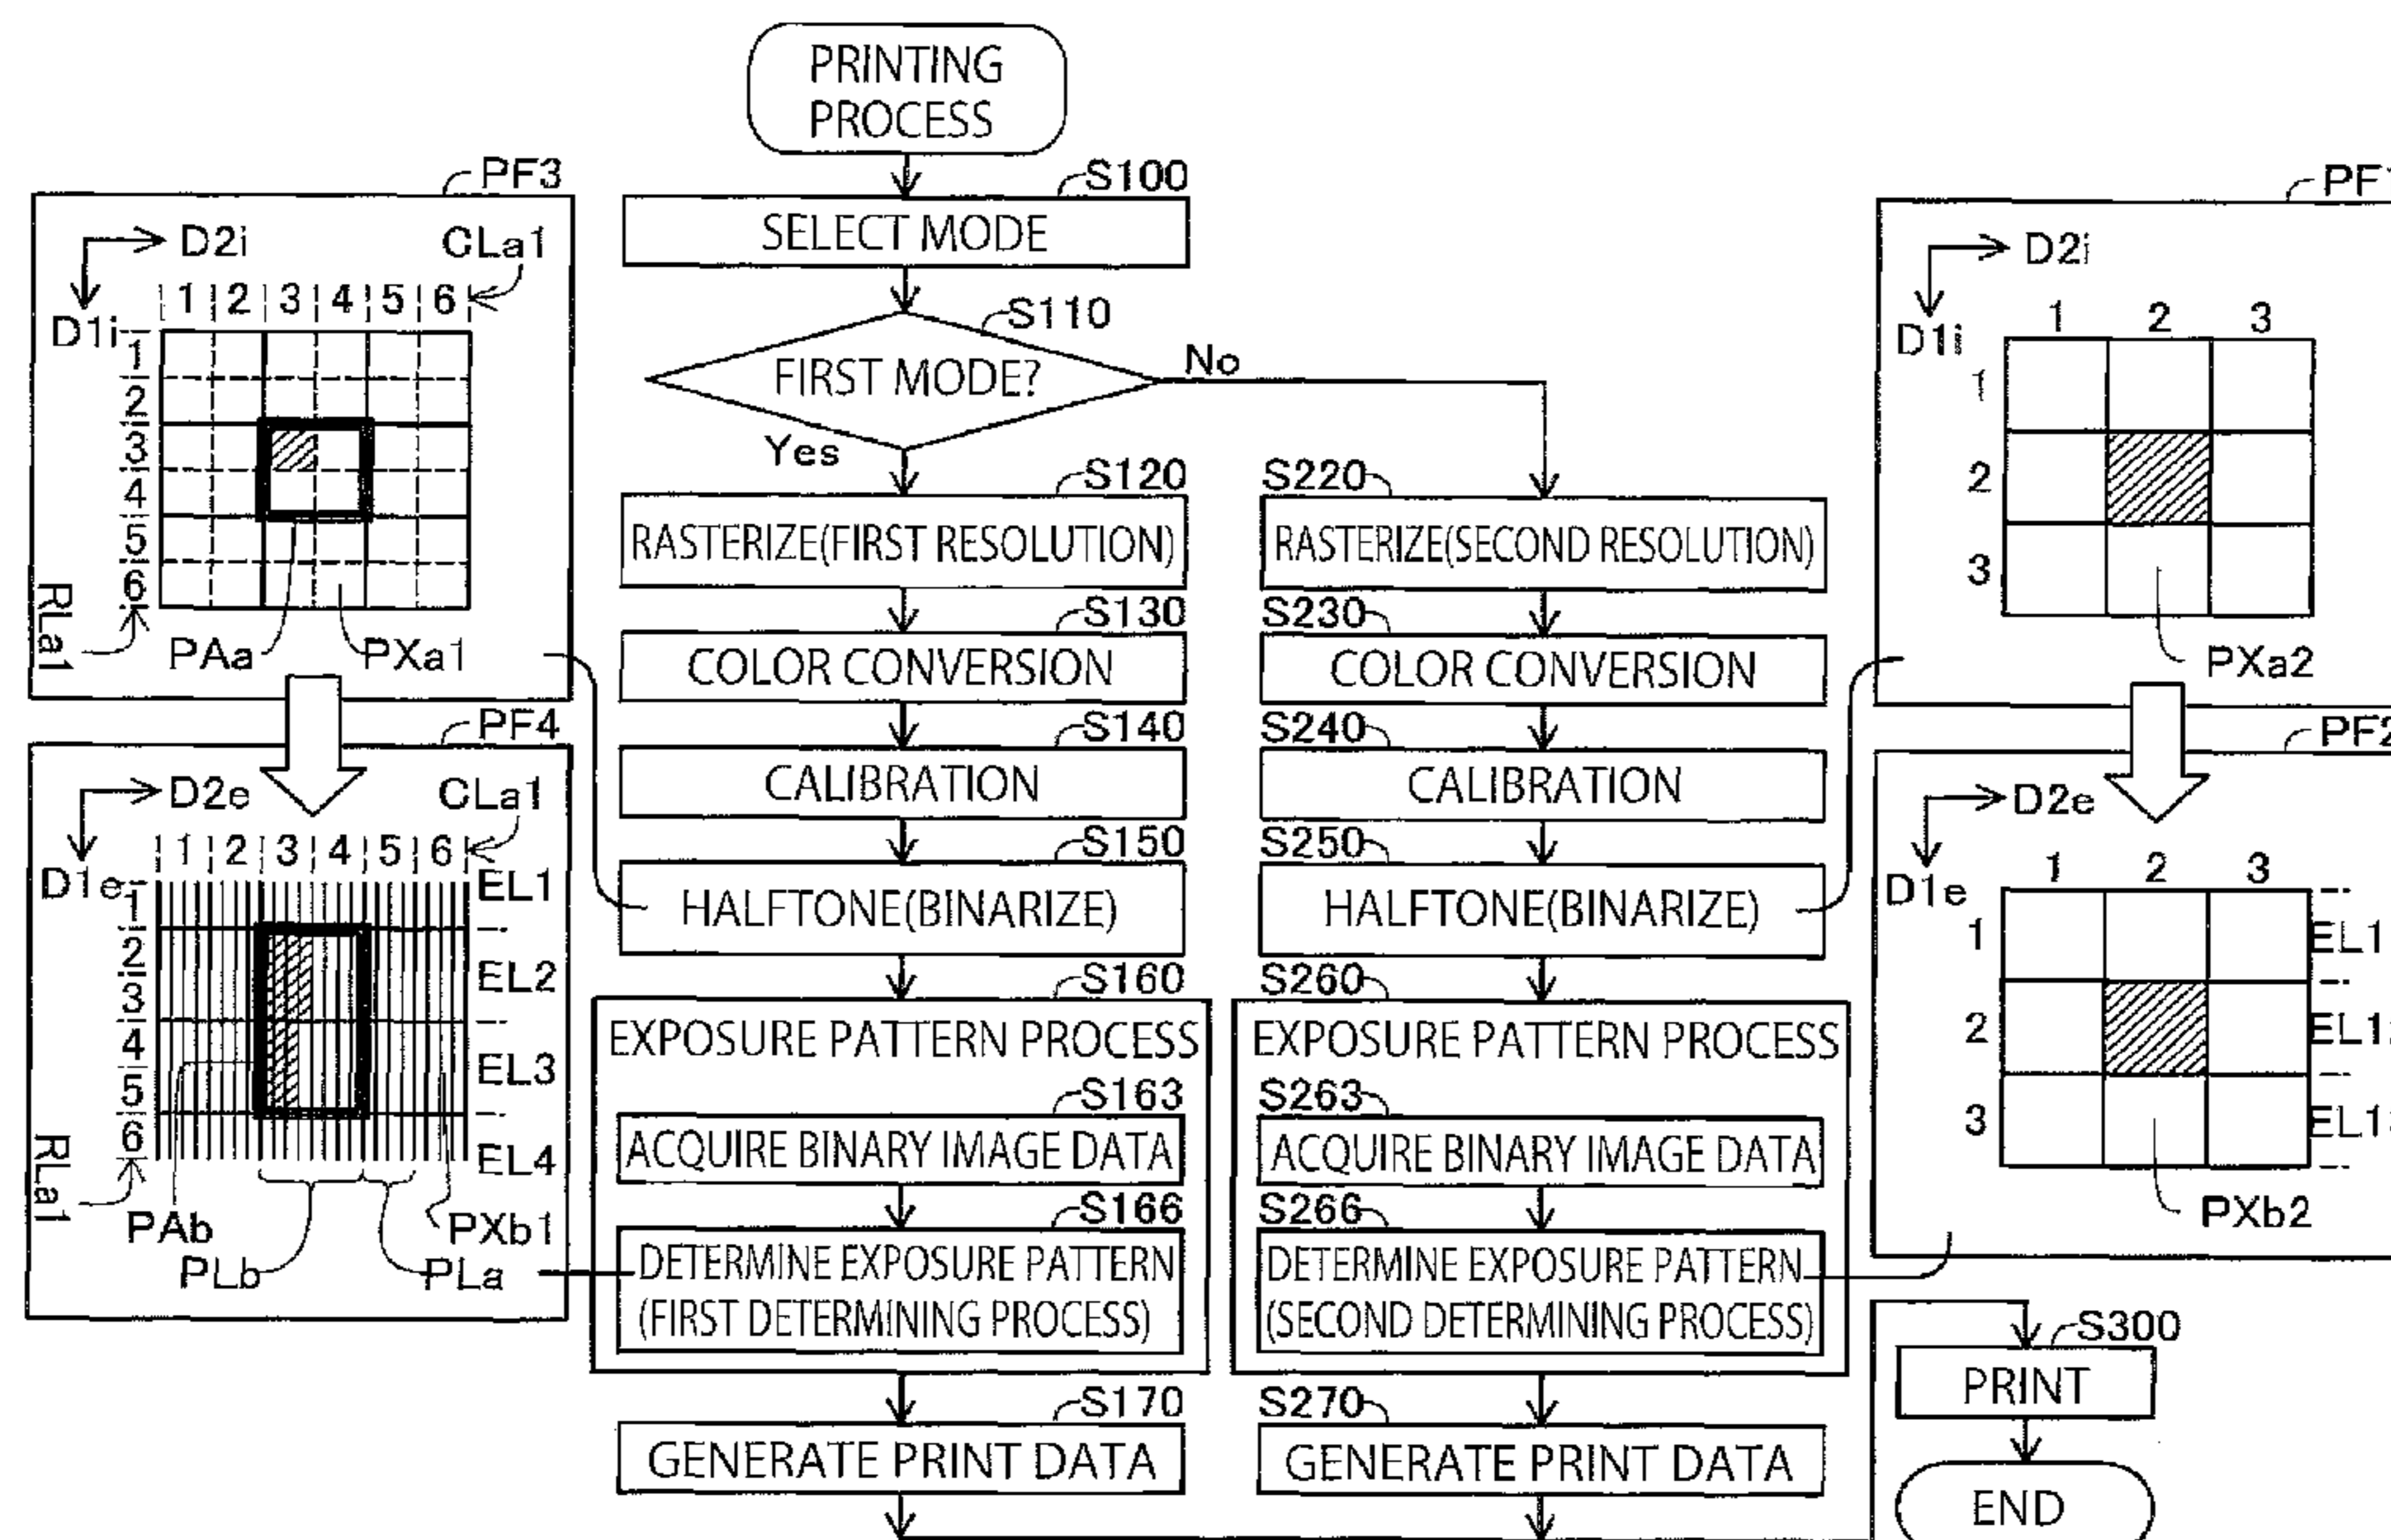 PRINTING
PROCESS
S100
SELECT MODE
S110
FIRST MODE?
No
Yes
S120
RASTERIZE(FIRST RESOLUTION)
S130
COLOR CONVERSION
S140
CALIBRATION
S150
HALFTONE(BINARIZE)
S160
EXPOSURE PATTERN PROCESS
S163
ACQUIRE BINARY IMAGE DATA
S166
DETERMINE EXPOSURE PATTERN
(FIRST DETERMINING PROCESS)
S170
GENERATE PRINT DATA
S220
RASTERIZE(SECOND RESOLUTION)
S230
COLOR CONVERSION
S240
CALIBRATION
S250
HALFTONE(BINARIZE)
S260
EXPOSURE PATTERN PROCESS
S263
ACQUIRE BINARY IMAGE DATA
S266
DETERMINE EXPOSURE PATTERN
(SECOND DETERMINING PROCESS)
S270
GENERATE PRINT DATA
S300
PRINT
END
PF3
D2i
CLa1
D1i
1 2 3 4 5 6
1
2
3
4
5
6
RLa1
PAa
PXa1
PF4
D2e
CLa1
D1e
1 2 3 4 5 6
1
2
3
4
5
6
EL1
EL2
EL3
EL4
RLa1
PAb
PXb1
PLb
PLa
D2i
D1i
1 2 3
1
2
3
PXa2
D2e
D1e
1 2 3
1
2
3
PXb2